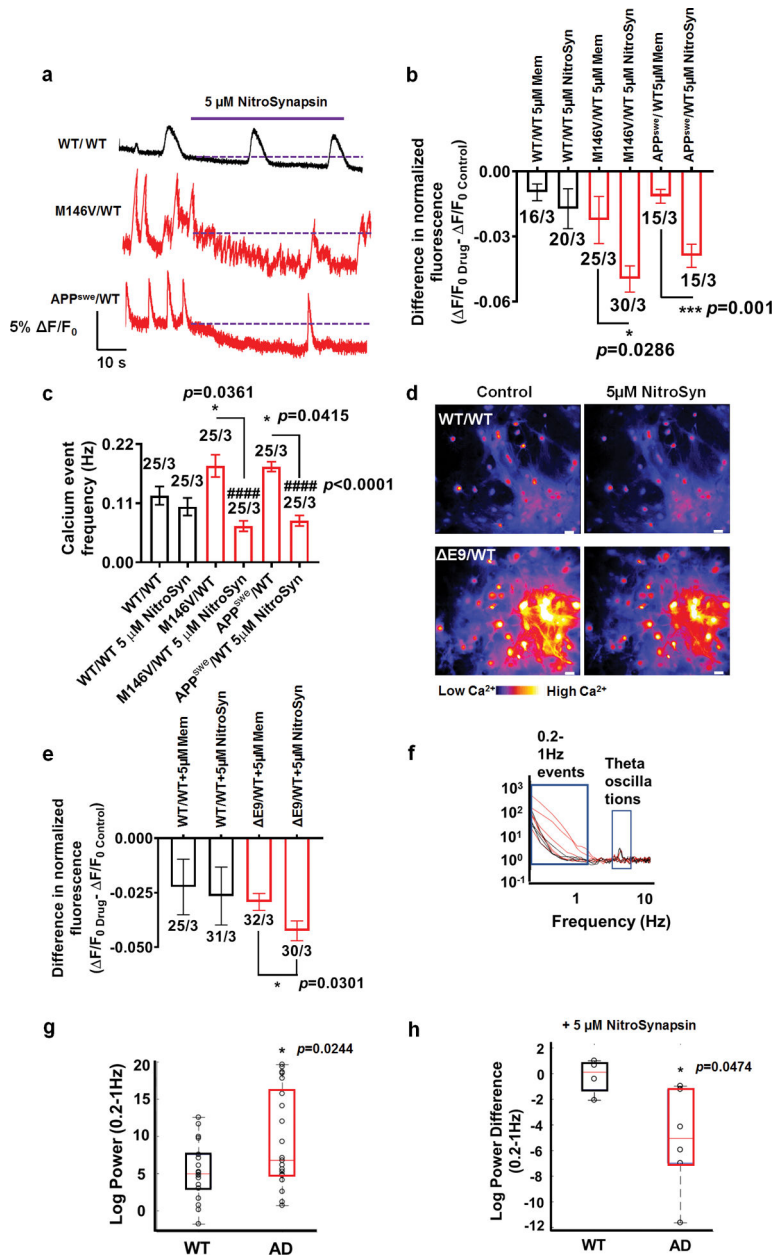 a
5 µM NitroSynapsin
WT/ WT
M146V/WT
APPswe/WT
5% ΔF/F0
10 s
b
WT/WT 5µM Mem
WT/WT 5µM NitroSyn
M146V/WT 5µM Mem
M146V/WT 5µM NitroSyn
APPswe/ WT5µM Mem
APPswe/WT5µM NitroSyn
Difference in normalized
fluorescence
(ΔF/F0 Drug- ΔF/F0 Control)
0.00
-0.03
-0.06
16/3
20/3
25/3
30/3
15/3
15/3
*
p=0.0286
*** p=0.001
c
p=0.0361
*
* p=0.0415
Calcium event
frequency (Hz)
0.22
0.11
0.00
25/3
25/3
25/3
####
25/3
25/3
####
25/3
p<0.0001
WT/WT
WT/WT 5 µM NitroSyn
M146V/WT
M146V/WT 5 µM NitroSyn
APPswe/WT
APPswe/WT 5µM NitroSyn
d
Control
5µM NitroSyn
WT/WT
ΔE9/WT
Low Ca2+
High Ca2+
e
WT/WT+5µM Mem
WT/WT+5µM NitroSyn
ΔE9/WT+5µM Mem
ΔE9/WT+5µM NitroSyn
Difference in normalized
fluorescence
(ΔF/F0 Drug- ΔF/F0 Control)
0.000
-0.025
-0.050
25/3
31/3
32/3
30/3
* p=0.0301
f
0.2-
1Hz
events
Theta
oscilla
tions
10³
10²
10¹
10⁰
10-1
1
10
Frequency (Hz)
g
* p=0.0244
Log Power (0.2-1Hz)
20
15
10
5
0
WT
AD
h
+ 5 µM NitroSynapsin
Log Power Difference
(0.2-1Hz)
2
0
-2
-4
-6
-8
-10
-12
* p=0.0474
WT
AD